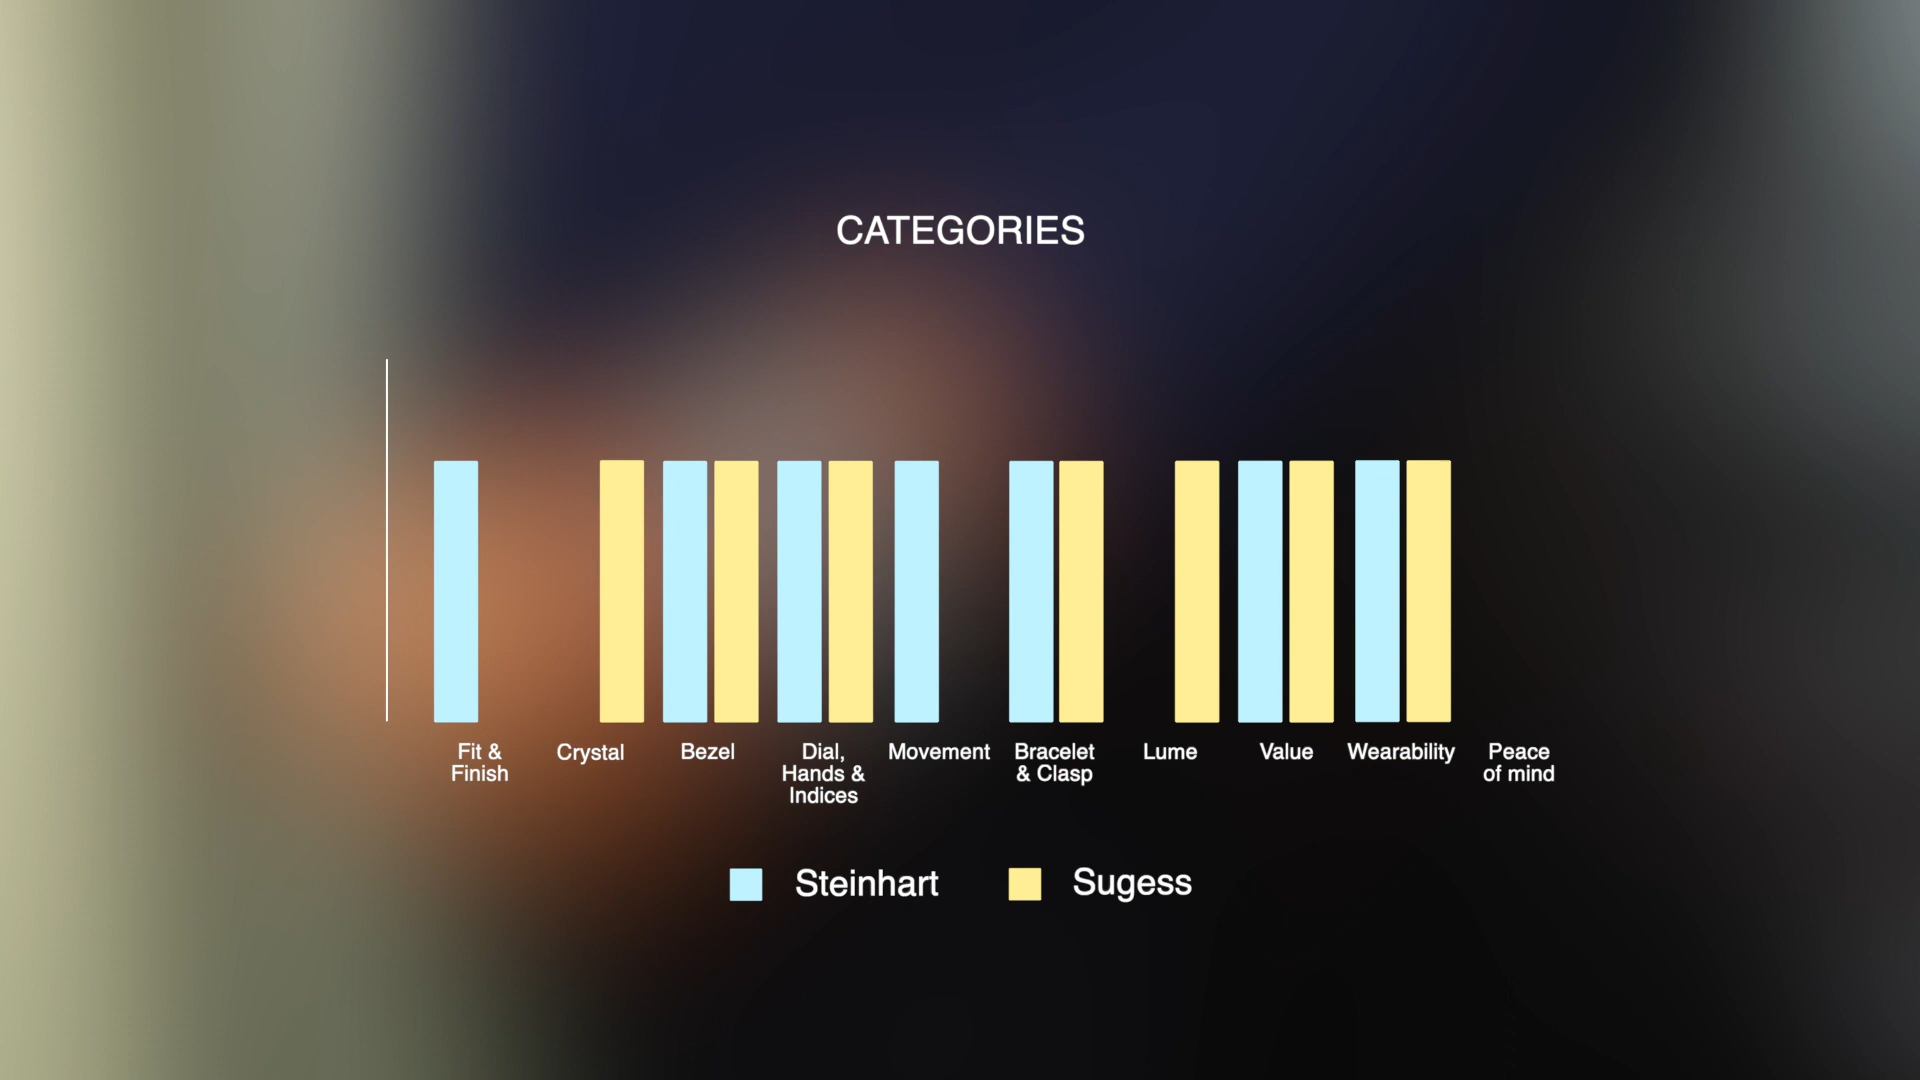 CATEGORIES
Fit &
Finish
Crystal
Bezel
Dial,
Hands &
Indices
Movement
Bracelet
& Clasp
Lume
Value
Wearability
Peace
of mind
Steinhart
Sugess